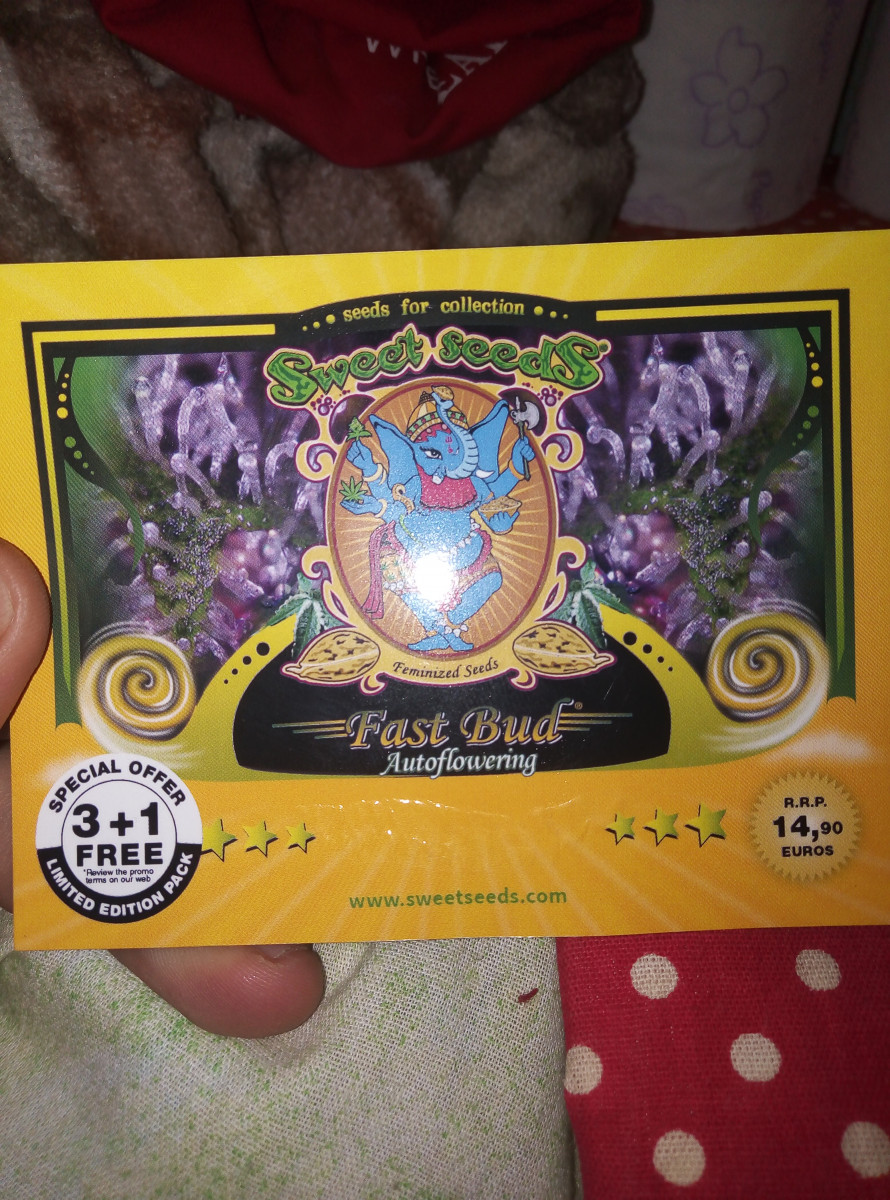 seeds for collection
Sweet Seeds®
Feminized Seeds
Fast Bud®
Autoflowering
SPECIAL OFFER
3+1
FREE
*Review the promo
terms on our web
LIMITED EDITION PACK
R.R.P.
14,90
EUROS
www.sweetseeds.com